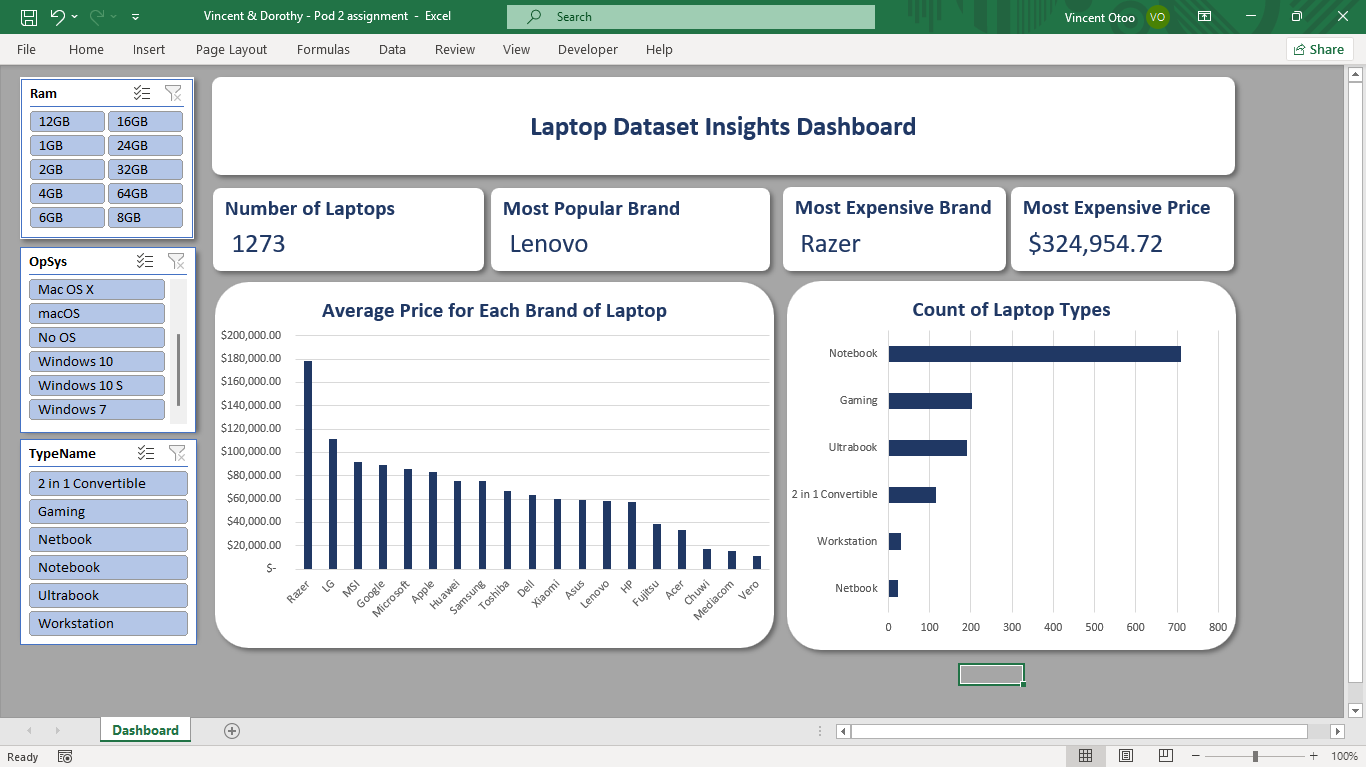 Vincent & Dorothy - Pod 2 assignment - Excel
Search
Vincent Otoo
VO
File Home Insert Page Layout Formulas Data Review View Developer Help
Share
Ram
12GB 16GB
1GB 24GB
2GB 32GB
4GB 64GB
6GB 8GB
OpSys
Mac OS X
macOS
No OS
Windows 10
Windows 10 S
Windows 7
TypeName
2 in 1 Convertible
Gaming
Netbook
Notebook
Ultrabook
Workstation
Laptop Dataset Insights Dashboard
Number of Laptops
1273
Most Popular Brand
Lenovo
Most Expensive Brand
Razer
Most Expensive Price
$324,954.72
Average Price for Each Brand of Laptop
$200,000.00
$180,000.00
$160,000.00
$140,000.00
$120,000.00
$100,000.00
$80,000.00
$60,000.00
$40,000.00
$20,000.00
$-
Razer LG MSI Google Microsoft Apple Huawei Samsung Toshiba Dell Xiaomi Asus Lenovo HP Fujitsu Acer Chuwi Mediacom Vero
Count of Laptop Types
Notebook
Gaming
Ultrabook
2 in 1 Convertible
Workstation
Netbook
0 100 200 300 400 500 600 700 800
Dashboard
Ready
100%